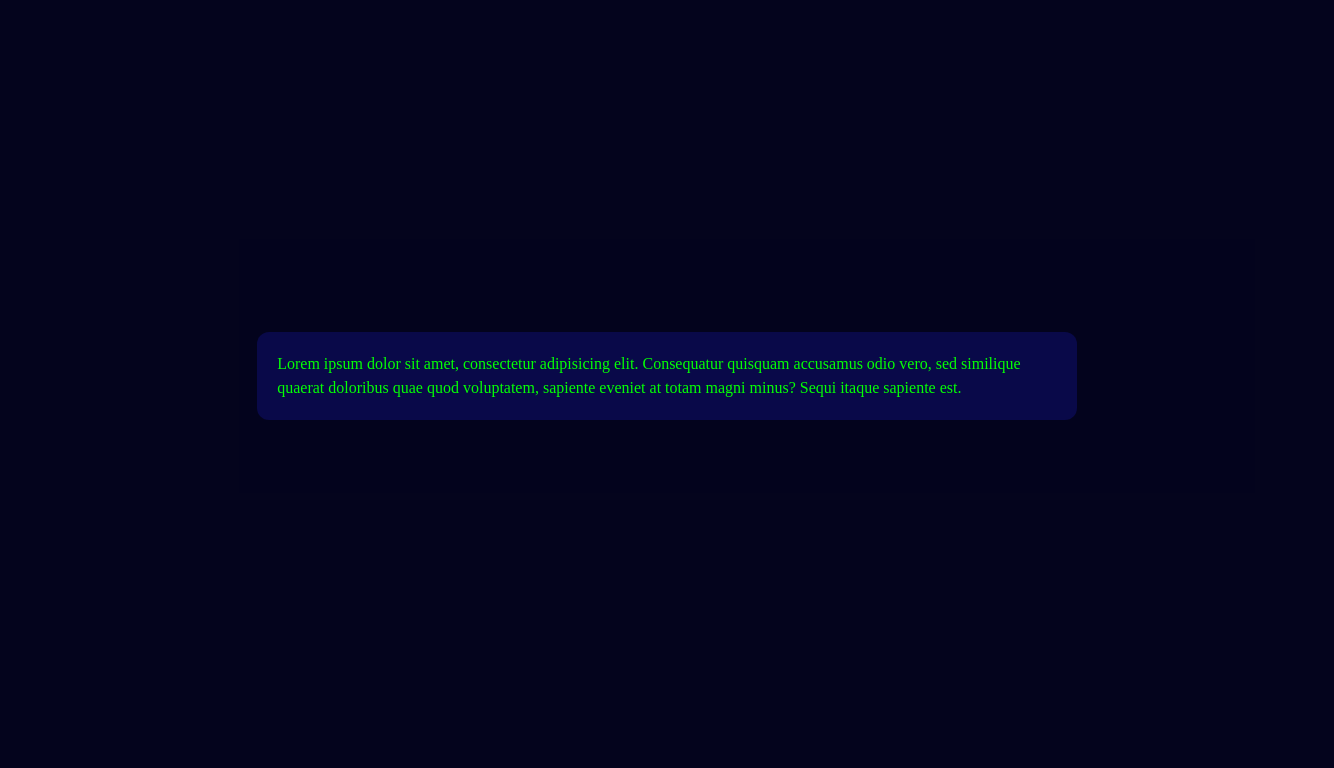 Lorem ipsum dolor sit amet, consectetur adipisicing elit. Consequatur quisquam accusamus odio vero, sed similique
quaerat doloribus quae quod voluptatem, sapiente eveniet at totam magni minus? Sequi itaque sapiente est.